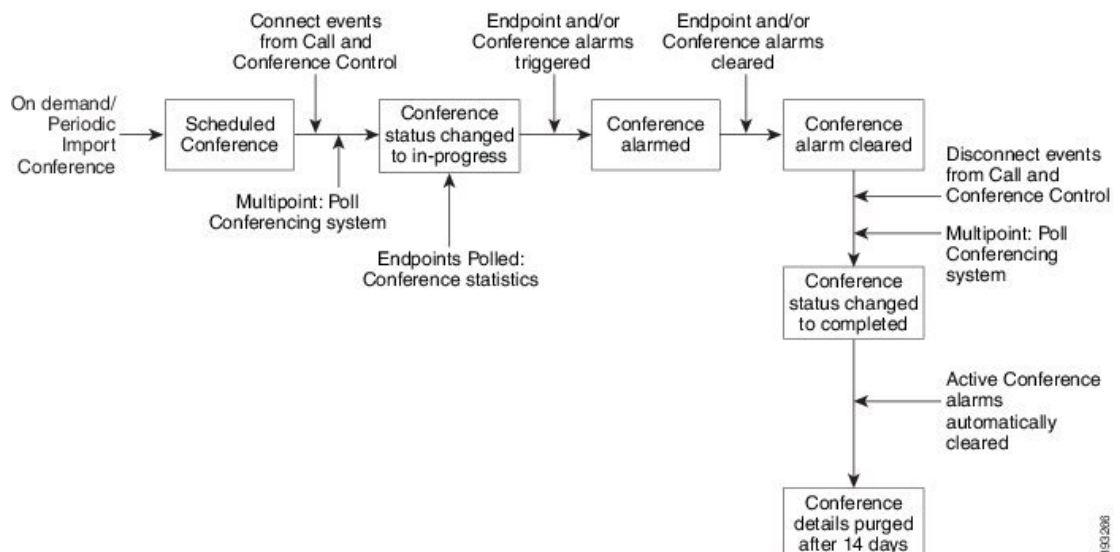 Connect events
from Call and
Conference Control
Endpoint and/or
Conference alarms
triggered
Endpoint and/or
Conference alarms
cleared
On demand/
Periodic
Import
Conference
Scheduled
Conference
Conference
status changed
to in-progress
Conference
alarmed
Conference
alarm cleared
Multipoint: Poll
Conferencing system
Endpoints Polled:
Conference statistics
Disconnect events
from Call and
Conference Control
Multipoint: Poll
Conferencing
system
Conference
status changed
to completed
Active Conference
alarms
automatically
cleared
Conference
details purged
after 14 days